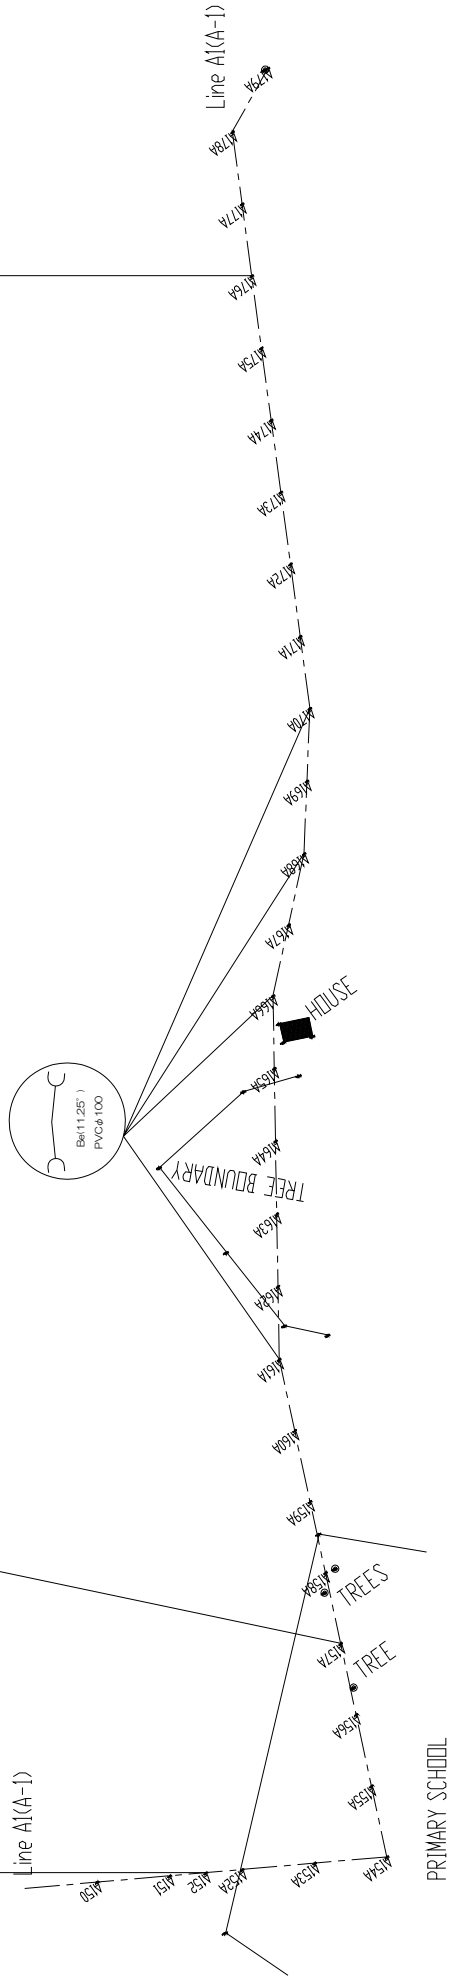 Line A1(A-1)
A179A
A178A
A177A
A176A
A175A
A174A
A173A
A172A
A171A
A170A
A169A
A168A
A167A
A166A
HOUSE
A165A
Be(11.25°)
PVCφ100
A164A
TREE BOUNDARY
A163A
A162A
A161A
A160A
A159A
A158A
TREES
A157A
TREE
A156A
A155A
Line A1(A-1)
A150
A151
A152
A152A
A153A
A154A
PRIMARY SCHOOL